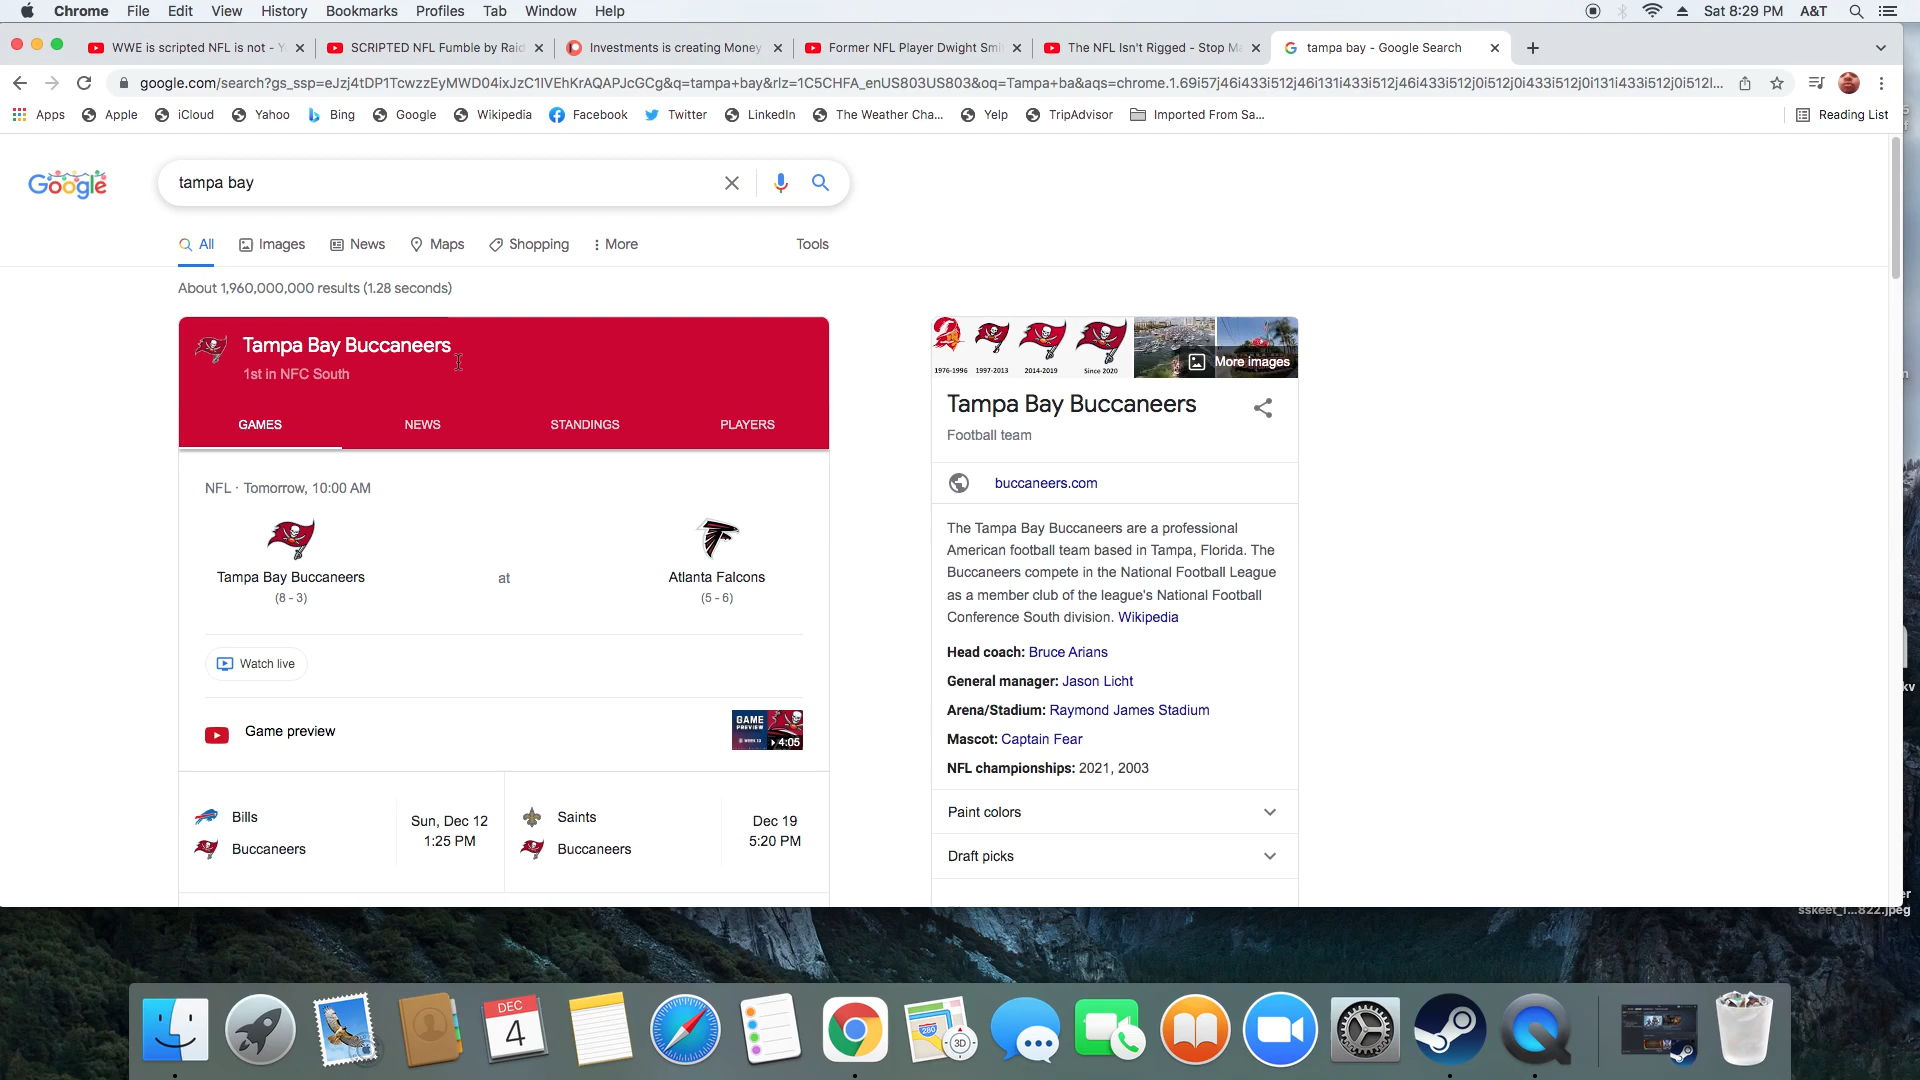 Chrome File Edit View History Bookmarks Profiles Tab Window Help Sat 8:29 PM A&T
WWE is scripted NFL is not - SCRIPTED NFL Fumble by Raid Investments is creating Money Former NFL Player Dwight Smi The NFL Isn't Rigged - Stop Ma tampa bay - Google Search
google.com/search?gs_ssp=eJzj4tDP1TcwzzEyMWD04ixJzC1IVEhKrAQAPJcGCg&q=tampa+bay&rlz=1C5CHFA_enUS803US803&oq=Tampa+ba&aqs=chrome.1.69i57j46i433i512j46i131i433i512j46i433i512j0i512j0i433i512j0i131i433i512j0i512l...
Apps Apple iCloud Yahoo Bing Google Wikipedia Facebook Twitter LinkedIn The Weather Cha... Yelp TripAdvisor Imported From Sa... Reading List
Google tampa bay
All Images News Maps Shopping More Tools
About 1,960,000,000 results (1.28 seconds)
Tampa Bay Buccaneers
1st in NFC South
GAMES NEWS STANDINGS PLAYERS
NFL · Tomorrow, 10:00 AM
Tampa Bay Buccaneers at Atlanta Falcons
(8 - 3) (5 - 6)
Watch live
Game preview
GAME
PREVIEW
4:05
Bills
Buccaneers
Sun, Dec 12
1:25 PM
Saints
Buccaneers
Dec 19
5:20 PM
1976-1996 1997-2013 2014-2019 Since 2020
More images
Tampa Bay Buccaneers
Football team
buccaneers.com
The Tampa Bay Buccaneers are a professional
American football team based in Tampa, Florida. The
Buccaneers compete in the National Football League
as a member club of the league's National Football
Conference South division. Wikipedia
Head coach: Bruce Arians
General manager: Jason Licht
Arena/Stadium: Raymond James Stadium
Mascot: Captain Fear
NFL championships: 2021, 2003
Paint colors
Draft picks
DEC
4
280
3D